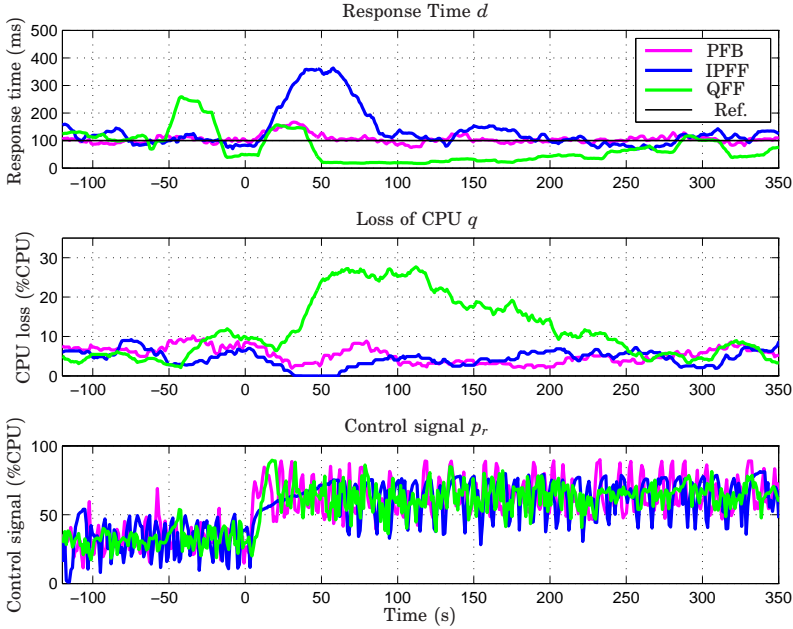 Response Time d
Response time (ms)
500
400
300
200
100
0
PFB
IPFF
QFF
Ref.
−100 −50 0 50 100 150 200 250 300 350
Loss of CPU q
CPU loss (%CPU)
30
20
10
0
−100 −50 0 50 100 150 200 250 300 350
Control signal pr
Control signal (%CPU)
100
50
0
−100 −50 0 50 100 150 200 250 300 350
Time (s)